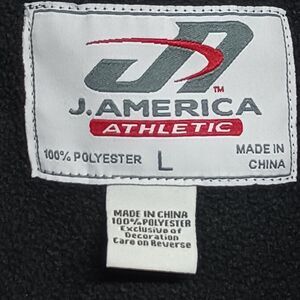 JA
TM
J.AMERICA
ATHLETIC
100% POLYESTER L MADE IN CHINA
MADE IN CHINA
100%POLYESTER
Exclusive of
Decoration
Care on Reverse